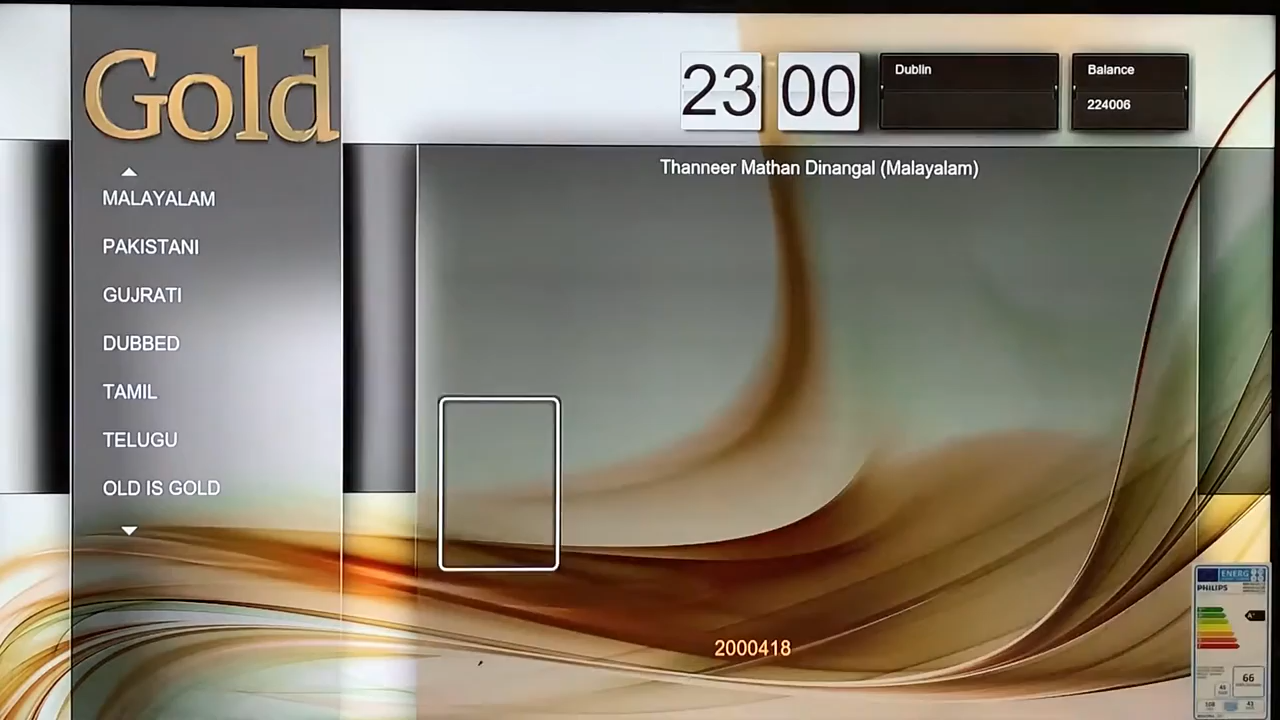 Gold
23 00
Dublin
Balance
224006
Thanneer Mathan Dinangal (Malayalam)
MALAYALAM
PAKISTANI
GUJRATI
DUBBED
TAMIL
TELUGU
OLD IS GOLD
2000418
ENERG
PHILIPS
66